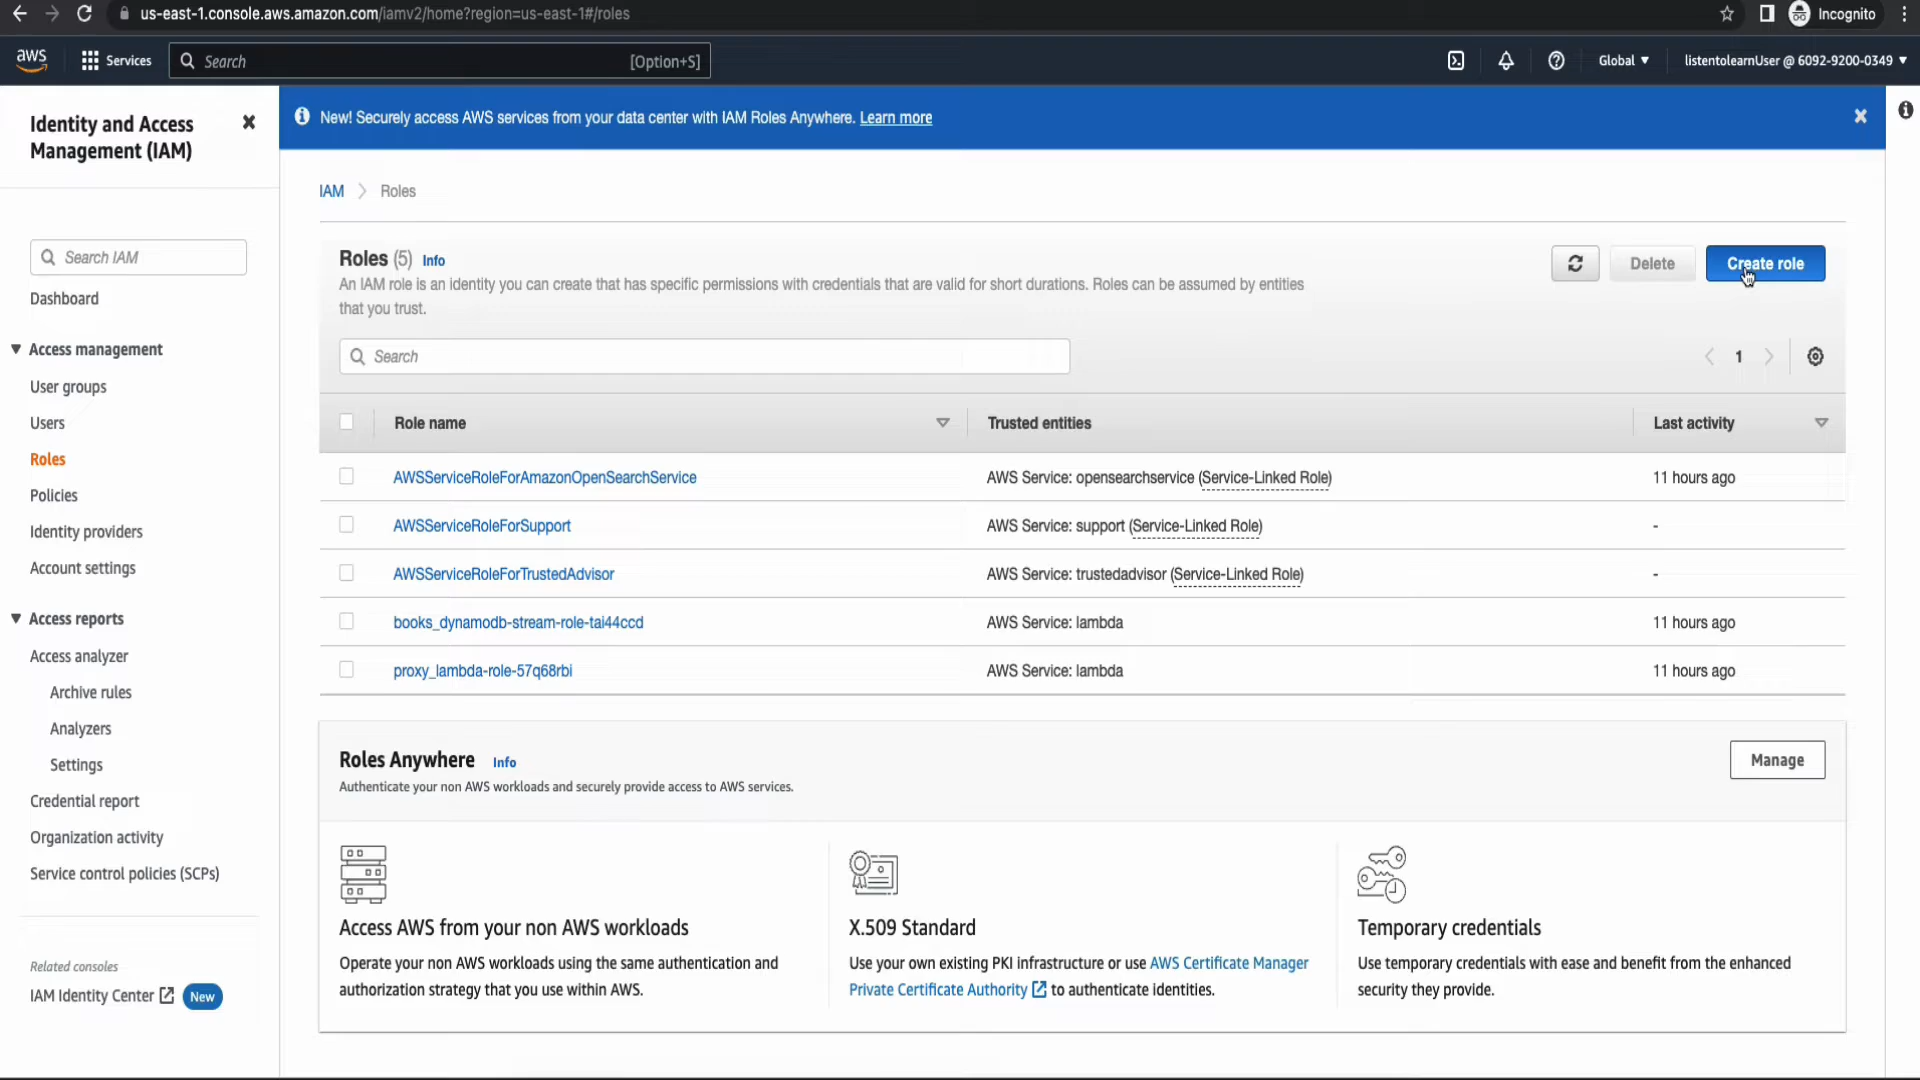 us-east-1.console.aws.amazon.com/iamv2/home?region=us-east-1#/roles
Incognito
aws
Services
Search
[Option+S]
Global
listentolearnUser @ 6092-9200-0349
Identity and Access
Management (IAM)
New! Securely access AWS services from your data center with IAM Roles Anywhere. Learn more
IAM
Roles
Search IAM
Dashboard
Access management
User groups
Users
Roles
Policies
Identity providers
Account settings
Access reports
Access analyzer
Archive rules
Analyzers
Settings
Credential report
Organization activity
Service control policies (SCPs)
Related consoles
IAM Identity Center New
Roles (5) Info
An IAM role is an identity you can create that has specific permissions with credentials that are valid for short durations. Roles can be assumed by entities
that you trust.
Delete
Create role
Search
1
Role name Trusted entities Last activity
AWSServiceRoleForAmazonOpenSearchService AWS Service: opensearchservice (Service-Linked Role) 11 hours ago
AWSServiceRoleForSupport AWS Service: support (Service-Linked Role) -
AWSServiceRoleForTrustedAdvisor AWS Service: trustedadvisor (Service-Linked Role) -
books_dynamodb-stream-role-tai44ccd AWS Service: lambda 11 hours ago
proxy_lambda-role-57q68rbi AWS Service: lambda 11 hours ago
Roles Anywhere Info
Authenticate your non AWS workloads and securely provide access to AWS services.
Manage
Access AWS from your non AWS workloads
Operate your non AWS workloads using the same authentication and
authorization strategy that you use within AWS.
X.509 Standard
Use your own existing PKI infrastructure or use AWS Certificate Manager
Private Certificate Authority to authenticate identities.
Temporary credentials
Use temporary credentials with ease and benefit from the enhanced
security they provide.